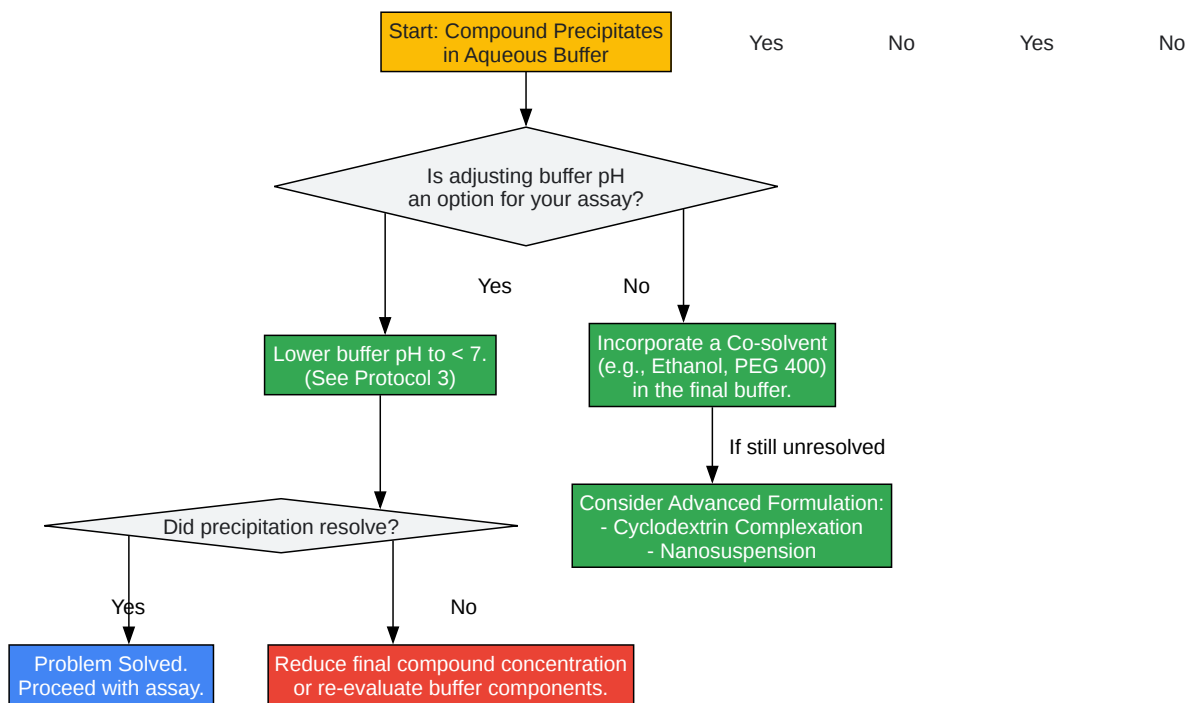 Start: Compound Precipitates
in Aqueous Buffer
Yes
No
Yes
No
Is adjusting buffer pH
an option for your assay?
Yes
No
Lower buffer pH to < 7.
(See Protocol 3)
Incorporate a Co-solvent
(e.g., Ethanol, PEG 400)
in the final buffer.
If still unresolved
Consider Advanced Formulation:
- Cyclodextrin Complexation
- Nanosuspension
Did precipitation resolve?
Yes
No
Problem Solved.
Proceed with assay.
Reduce final compound concentration
or re-evaluate buffer components.